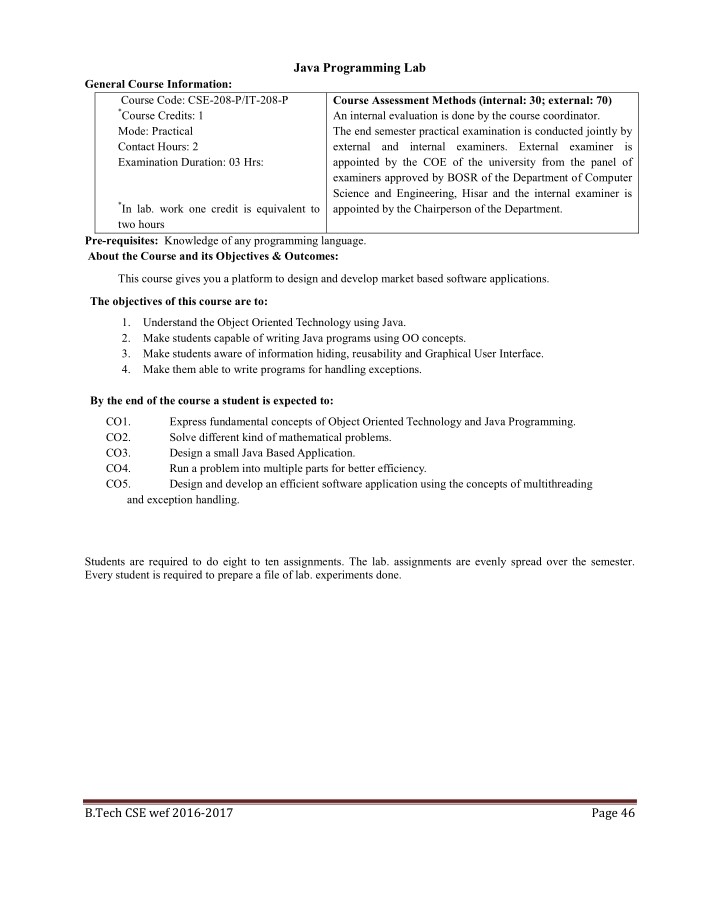 Java Programming Lab
General Course Information:
Course Code: CSE-208-P/IT-208-P
*Course Credits: 1
Mode: Practical
Contact Hours: 2
Examination Duration: 03 Hrs:
*In lab. work one credit is equivalent to
two hours
Course Assessment Methods (internal: 30; external: 70)
An internal evaluation is done by the course coordinator.
The end semester practical examination is conducted jointly by
external and internal examiners. External examiner is
appointed by the COE of the university from the panel of
examiners approved by BOSR of the Department of Computer
Science and Engineering, Hisar and the internal examiner is
appointed by the Chairperson of the Department.
Pre-requisites: Knowledge of any programming language.
About the Course and its Objectives & Outcomes:
This course gives you a platform to design and develop market based software applications.
The objectives of this course are to:
1. Understand the Object Oriented Technology using Java.
2. Make students capable of writing Java programs using OO concepts.
3. Make students aware of information hiding, reusability and Graphical User Interface.
4. Make them able to write programs for handling exceptions.
By the end of the course a student is expected to:
CO1. Express fundamental concepts of Object Oriented Technology and Java Programming.
CO2. Solve different kind of mathematical problems.
CO3. Design a small Java Based Application.
CO4. Run a problem into multiple parts for better efficiency.
CO5. Design and develop an efficient software application using the concepts of multithreading
and exception handling.
Students are required to do eight to ten assignments. The lab. assignments are evenly spread over the semester.
Every student is required to prepare a file of lab. experiments done.
B.Tech CSE wef 2016-2017 Page 46